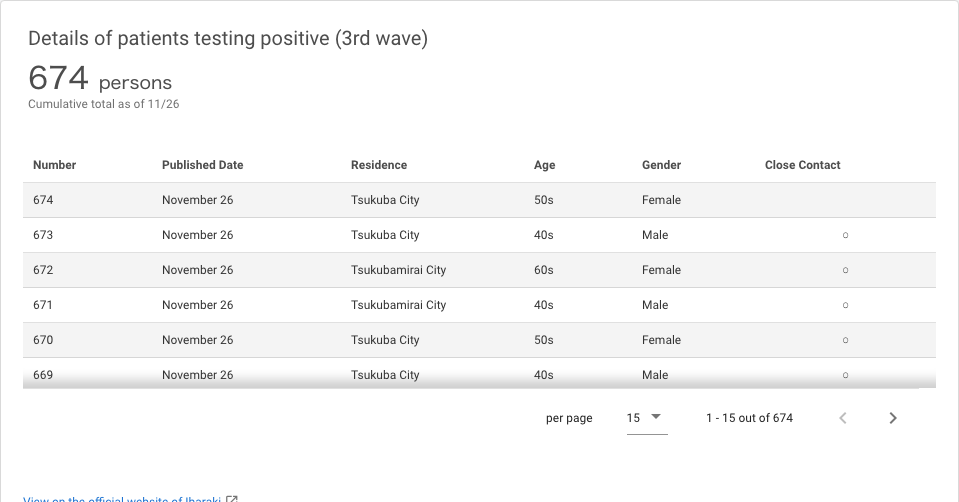 Details of patients testing positive (3rd wave)
674 persons
Cumulative total as of 11/26
Number Published Date Residence Age Gender Close Contact
674 November 26 Tsukuba City 50s Female
673 November 26 Tsukuba City 40s Male ○
672 November 26 Tsukubamirai City 60s Female ○
671 November 26 Tsukubamirai City 40s Male ○
670 November 26 Tsukuba City 50s Female ○
669 November 26 Tsukuba City 40s Male ○
per page 15 1 - 15 out of 674
View on the official website of Ibaraki